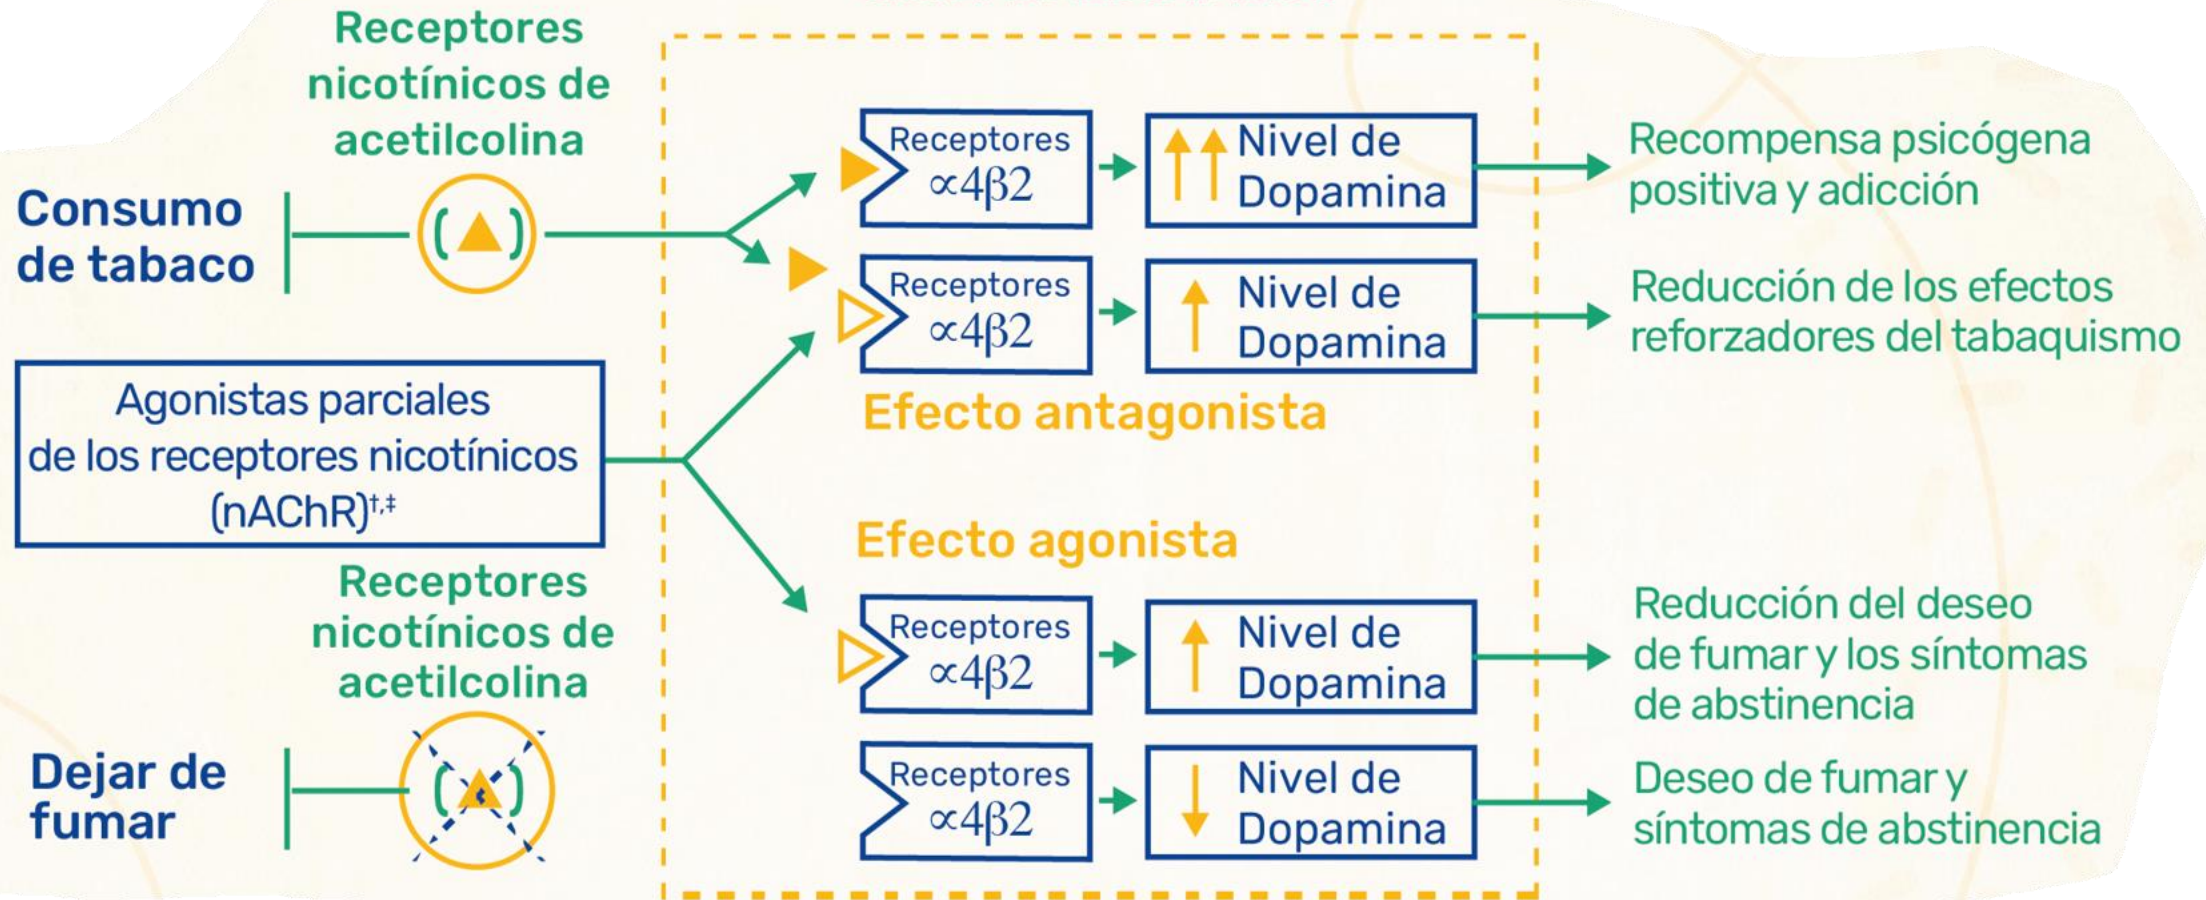 Receptores
nicotínicos de
acetilcolina
Consumo
de tabaco
Receptores
∝4β2
Nivel de
Dopamina
Recompensa psicógena
positiva y adicción
Receptores
∝4β2
Nivel de
Dopamina
Reducción de los efectos
reforzadores del tabaquismo
Efecto antagonista
Agonistas parciales
de los receptores nicotínicos
(nAChR)†,‡
Efecto agonista
Receptores
nicotínicos de
acetilcolina
Receptores
∝4β2
Nivel de
Dopamina
Reducción del deseo
de fumar y los síntomas
de abstinencia
Dejar de
fumar
Receptores
∝4β2
Nivel de
Dopamina
Deseo de fumar y
síntomas de abstinencia